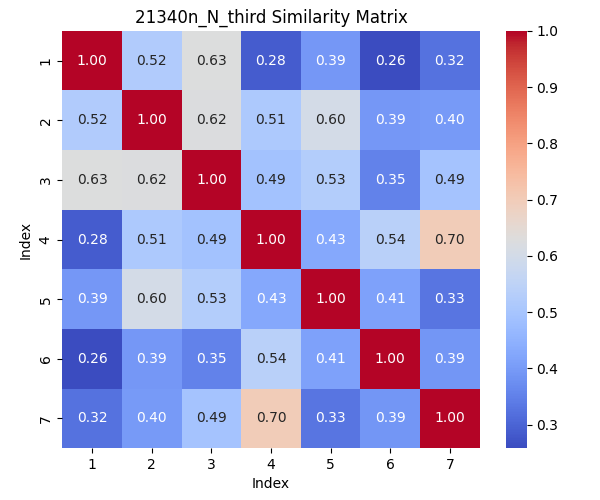 21340n_N_third Similarity Matrix
1 1.00 0.52 0.63 0.28 0.39 0.26 0.32
2 0.52 1.00 0.62 0.51 0.60 0.39 0.40
3 0.63 0.62 1.00 0.49 0.53 0.35 0.49
4 0.28 0.51 0.49 1.00 0.43 0.54 0.70
5 0.39 0.60 0.53 0.43 1.00 0.41 0.33
6 0.26 0.39 0.35 0.54 0.41 1.00 0.39
7 0.32 0.40 0.49 0.70 0.33 0.39 1.00
1 2 3 4 5 6 7
Index
Index
1.0
0.9
0.8
0.7
0.6
0.5
0.4
0.3